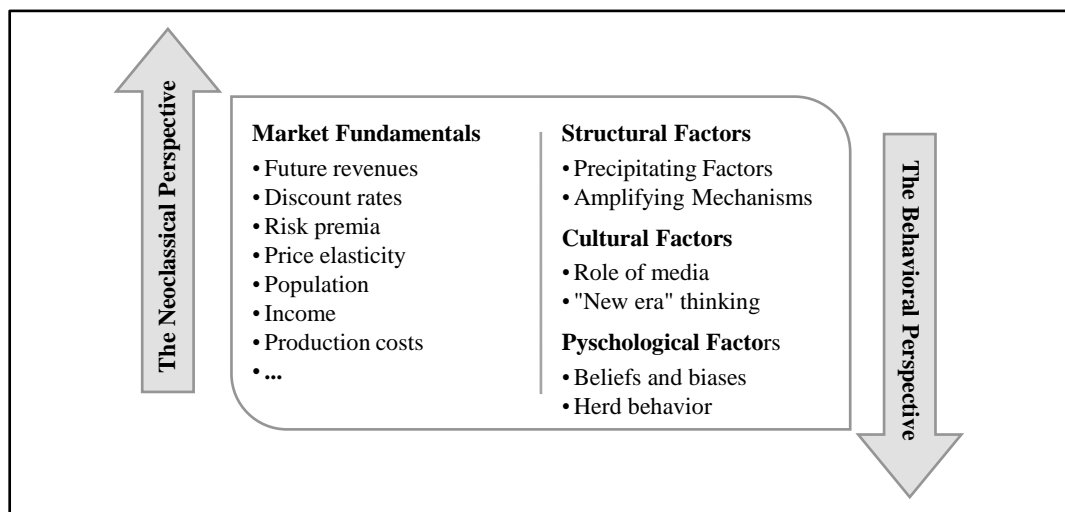 The Neoclassical Perspective
Market Fundamentals
• Future revenues
• Discount rates
• Risk premia
• Price elasticity
• Population
• Income
• Production costs
• ...
Structural Factors
• Precipitating Factors
• Amplifying Mechanisms
Cultural Factors
• Role of media
• "New era" thinking
Pyschological Factors
• Beliefs and biases
• Herd behavior
The Behavioral Perspective